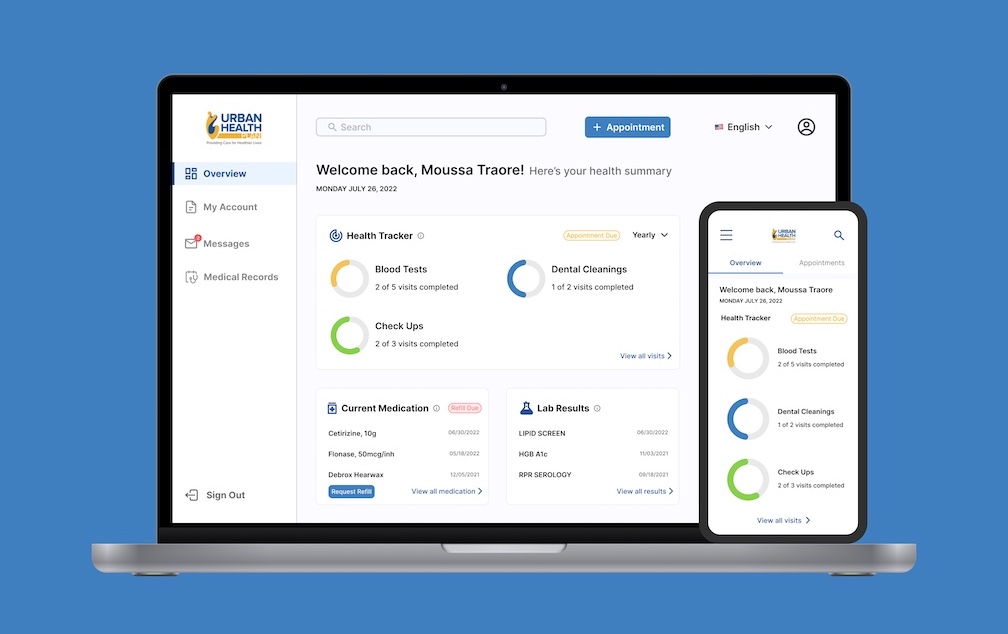 URBAN
HEALTH
PLAN
Providing Care for Healthier Lives
Search
+ Appointment
English
Overview
My Account
Messages
Medical Records
Sign Out
Welcome back, Moussa Traore! Here's your health summary
MONDAY JULY 26, 2022
Health Tracker
Appointment Due
Yearly
Blood Tests
2 of 5 visits completed
Dental Cleanings
1 of 2 visits completed
Check Ups
2 of 3 visits completed
View all visits
Current Medication
Refill Due
Cetirizine, 10g 06/30/2022
Flonase, 50mcg/inh 05/18/2022
Debrox Hearwax 12/05/2021
Request Refill
View all medication
Lab Results
LIPID SCREEN 06/30/2022
HGB A1c 11/03/2021
RPR SEROLOGY 09/18/2021
View all results
URBAN
HEALTH
PLAN
Overview
Appointments
Welcome back, Moussa Traore
MONDAY JULY 26, 2022
Health Tracker
Appointment Due
Blood Tests
2 of 5 visits completed
Dental Cleanings
1 of 2 visits completed
Check Ups
2 of 3 visits completed
View all visits